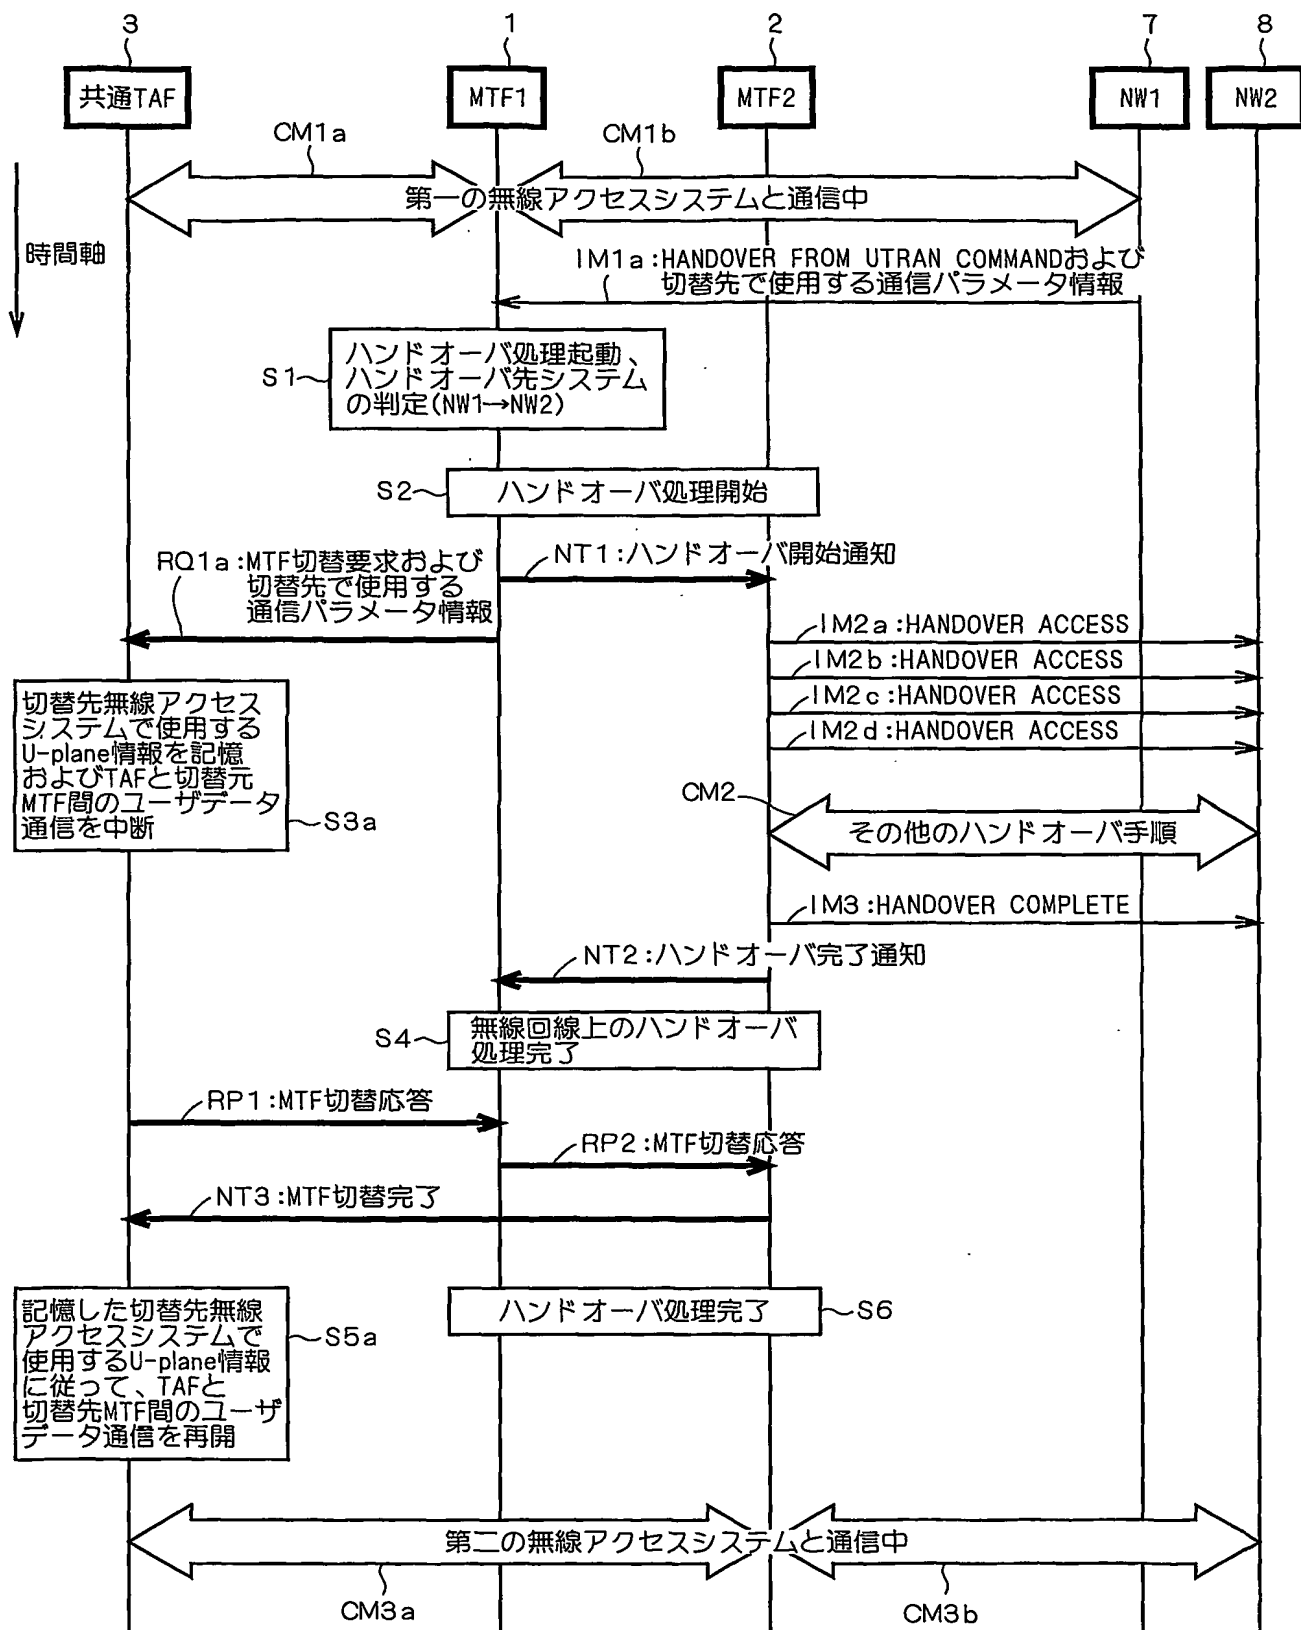 3
1
2
7
8
共通TAF
MTF1
MTF2
NW1
NW2
CM1a
CM1b
第一の無線アクセスシステムと通信中
時間軸
IM1a:HANDOVER FROM UTRAN COMMANDおよび
切替先で使用する通信パラメータ情報
S1
ハンドオーバ処理起動、
ハンドオーバ先システム
の判定(NW1→NW2)
S2
ハンドオーバ処理開始
NT1:ハンドオーバ開始通知
RQ1a:MTF切替要求および
切替先で使用する
通信パラメータ情報
IM2a:HANDOVER ACCESS
IM2b:HANDOVER ACCESS
IM2c:HANDOVER ACCESS
IM2d:HANDOVER ACCESS
切替先無線アクセス
システムで使用する
U-plane情報を記憶
およびTAFと切替元
MTF間のユーザデータ
通信を中断
S3a
CM2
その他のハンドオーバ手順
IM3:HANDOVER COMPLETE
NT2:ハンドオーバ完了通知
S4
無線回線上のハンドオーバ
処理完了
RP1:MTF切替応答
RP2:MTF切替応答
NT3:MTF切替完了
記憶した切替先無線
アクセスシステムで
使用するU-plane情報
に従って、TAFと
切替先MTF間のユーザ
データ通信を再開
S5a
ハンドオーバ処理完了
S6
第二の無線アクセスシステムと通信中
CM3a
CM3b